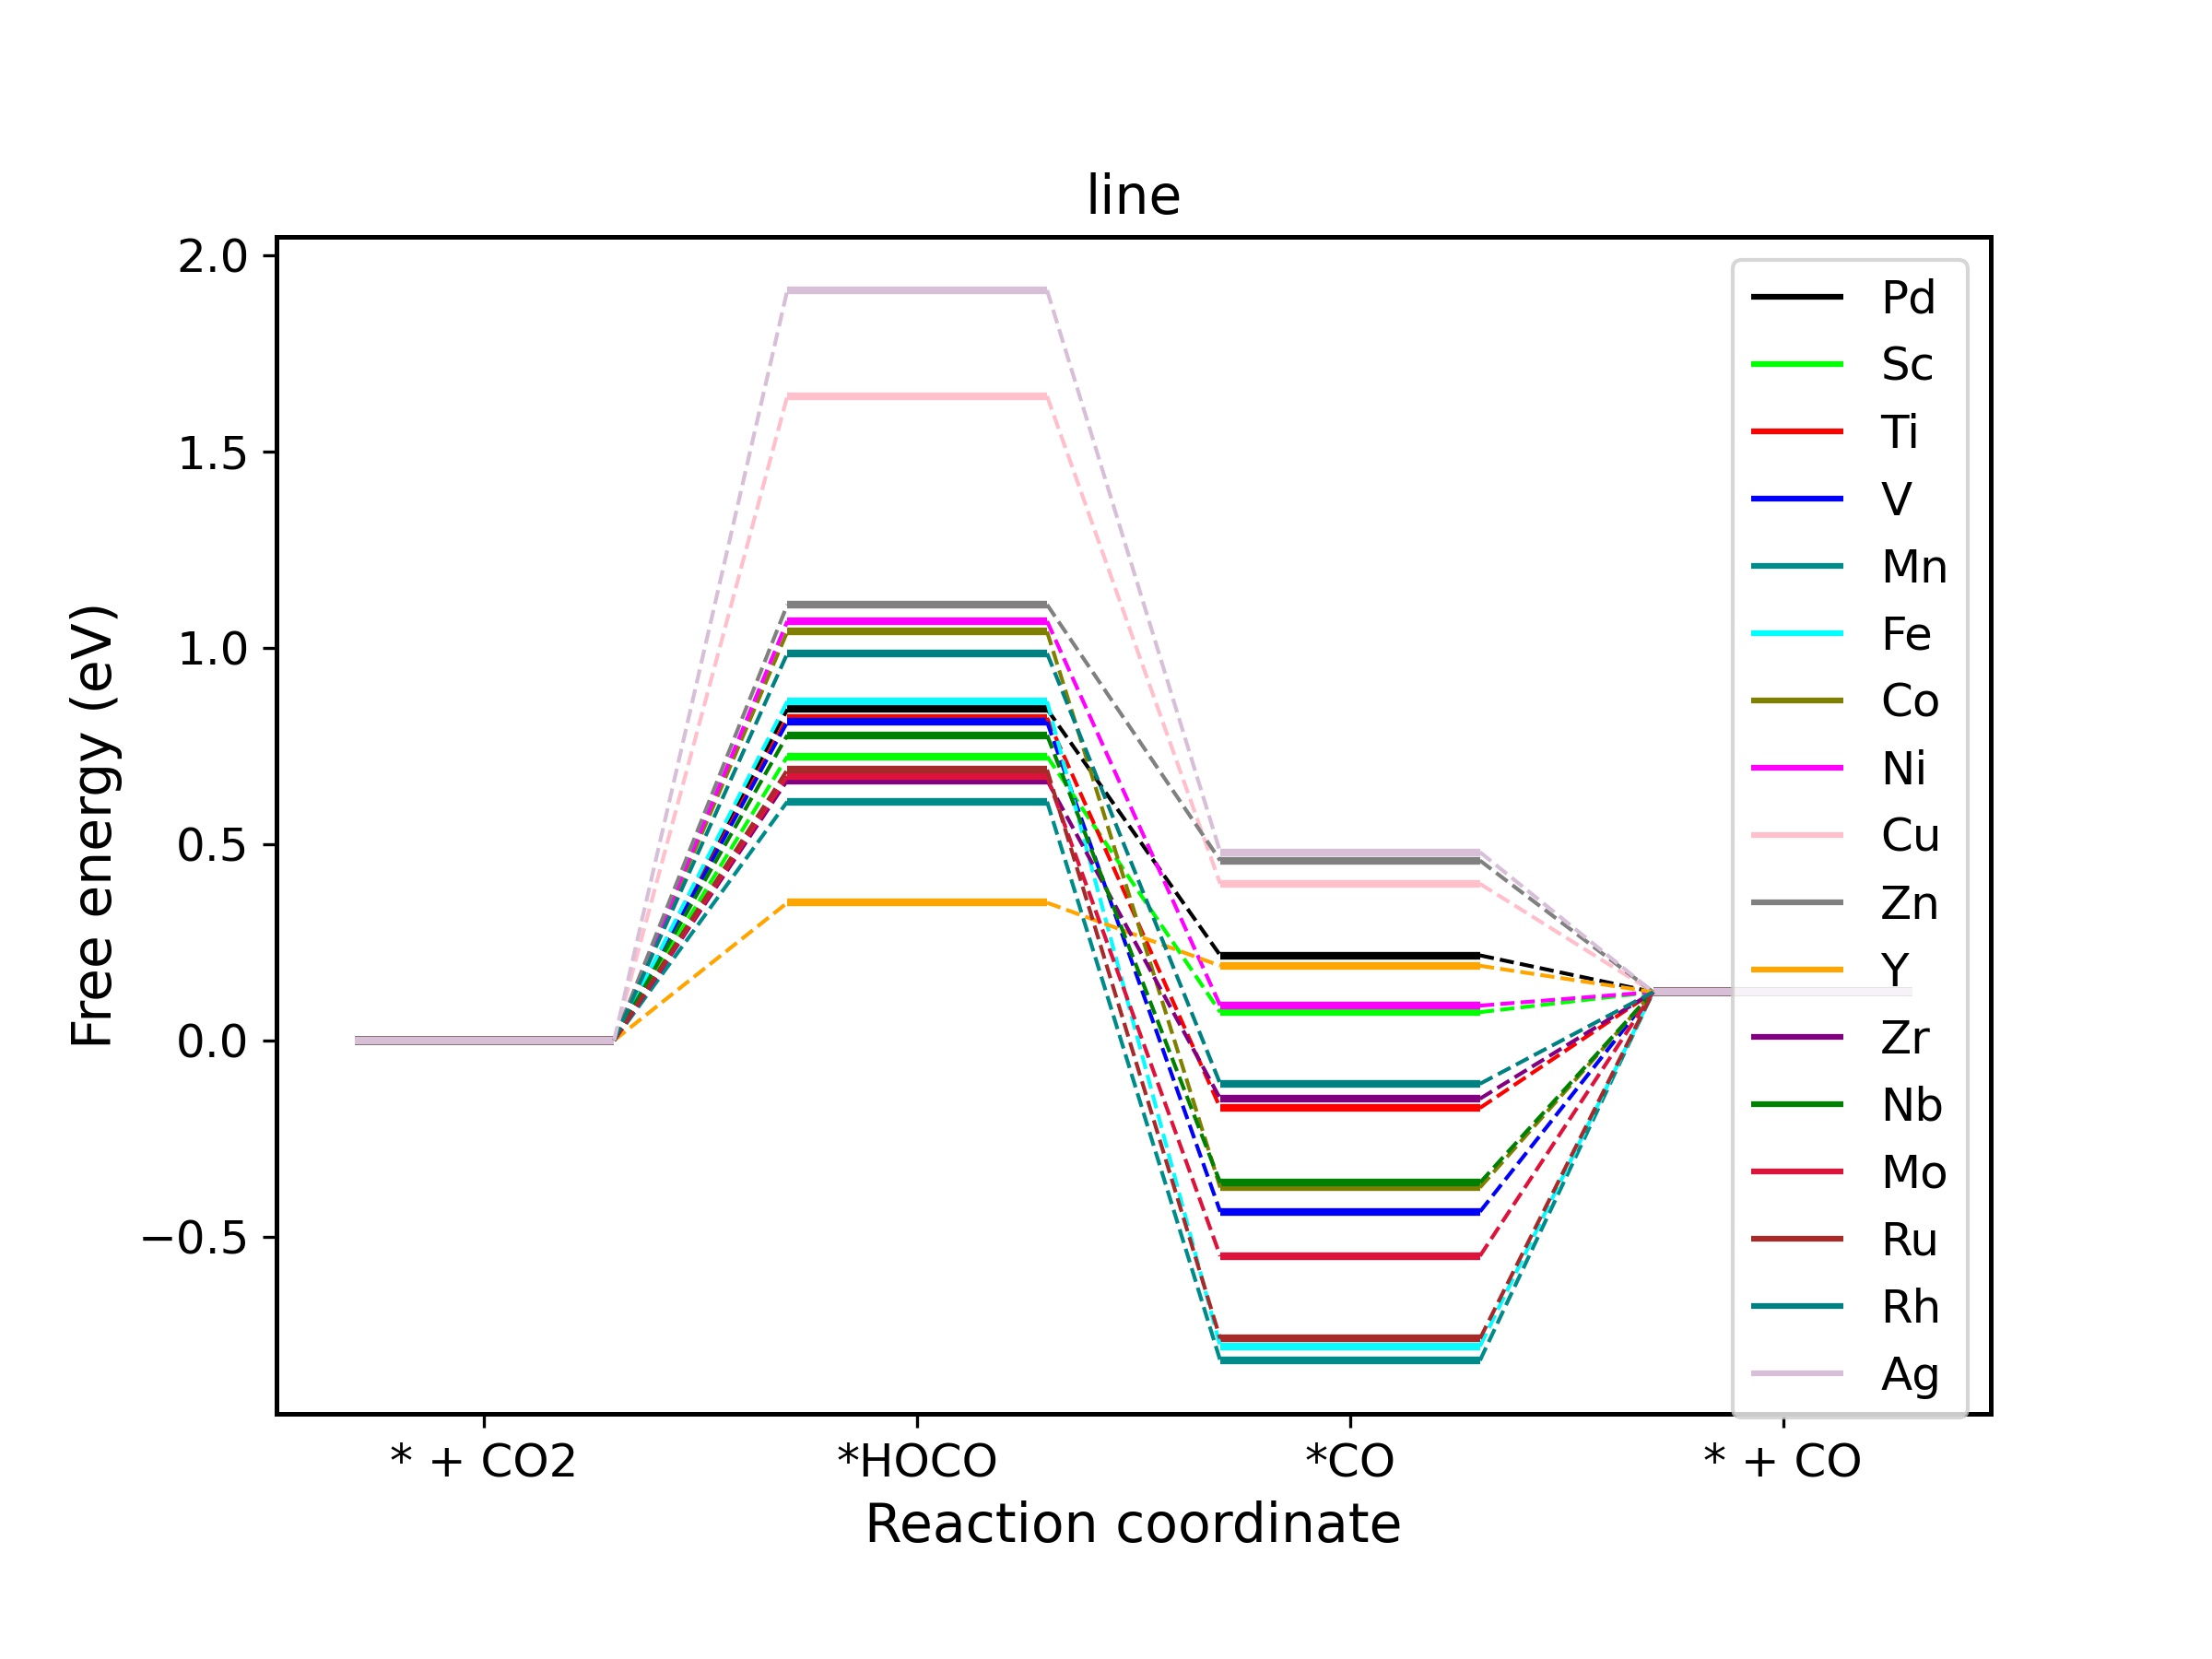 line
Free energy (eV)
2.0
1.5
1.0
0.5
0.0
−0.5
Pd
Sc
Ti
V
Mn
Fe
Co
Ni
Cu
Zn
Y
Zr
Nb
Mo
Ru
Rh
Ag
* + CO2
*HOCO
*CO
* + CO
Reaction coordinate